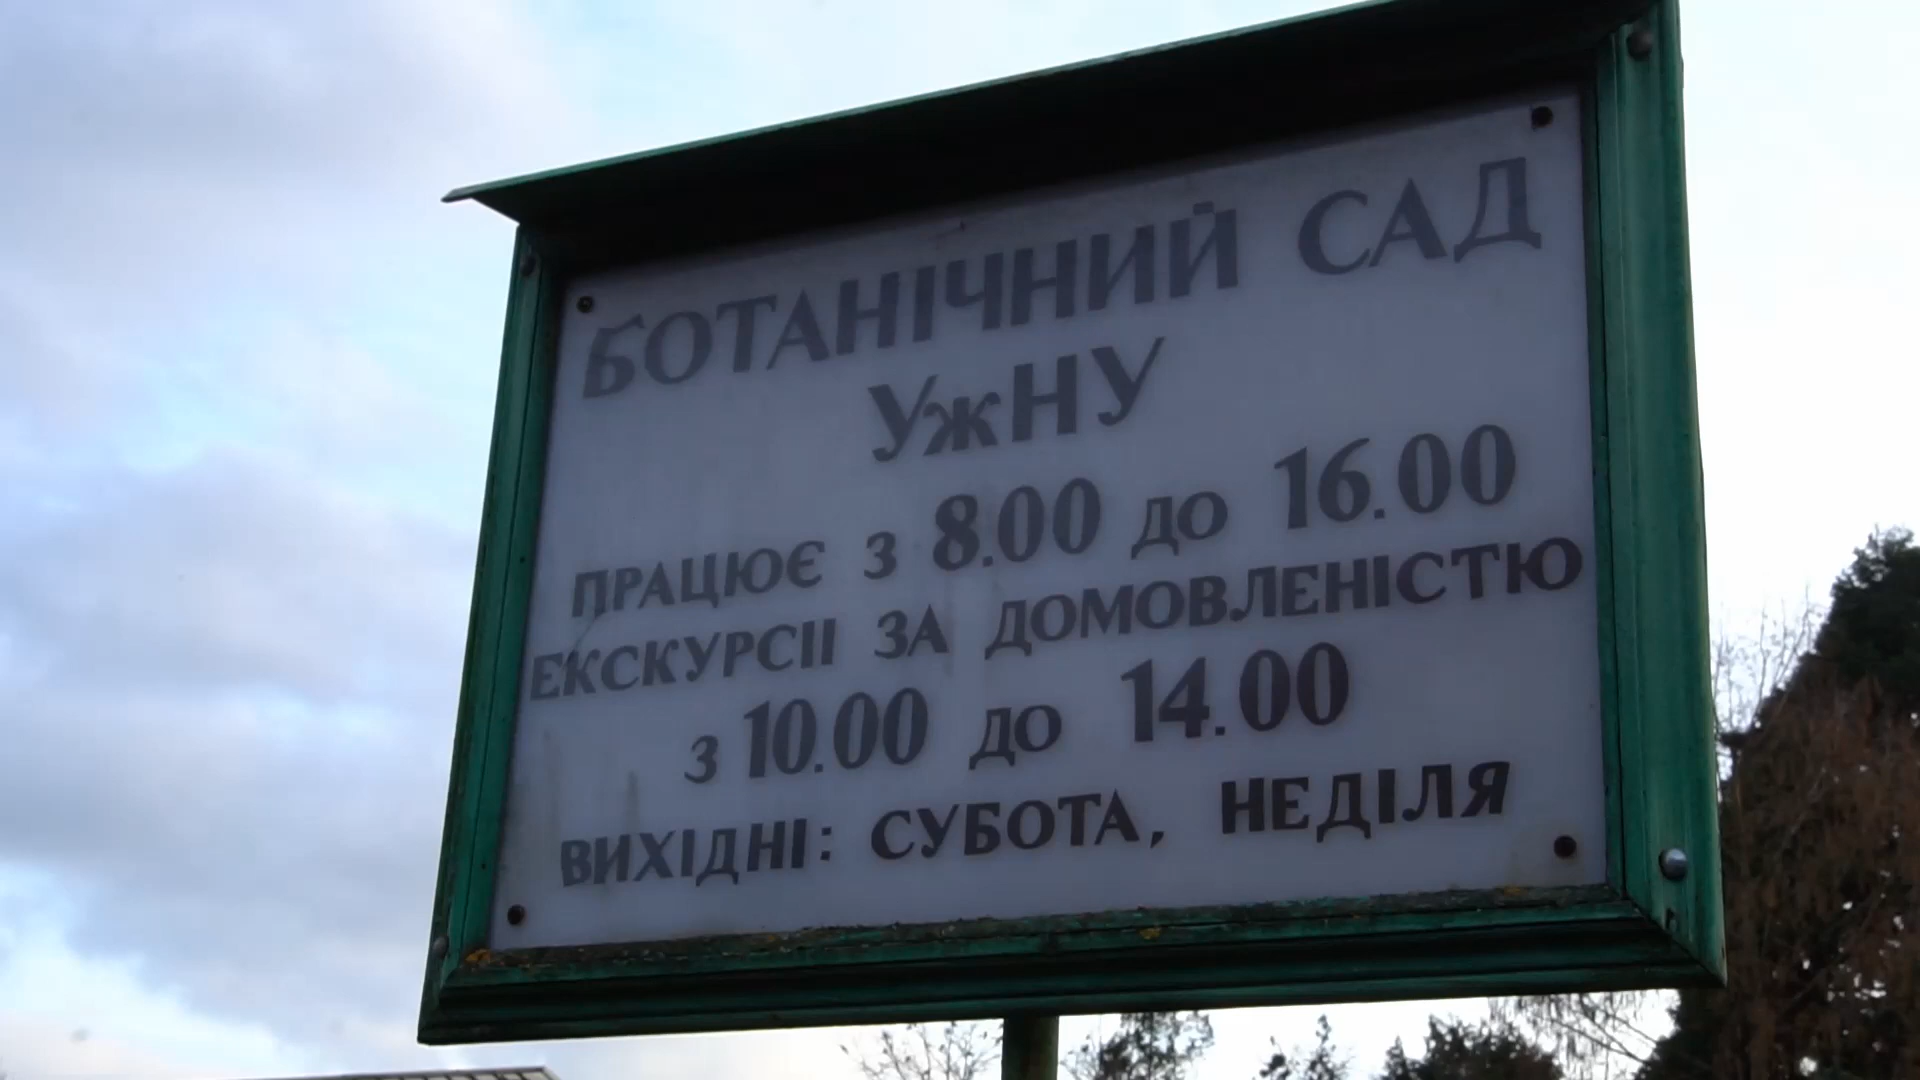 БОТАНІЧНИЙ САД
УжНУ
ПРАЦЮЄ З 8.00 ДО 16.00
ЕКСКУРСІІ ЗА ДОМОВЛЕНІСТЮ
З 10.00 ДО 14.00
ВИХІДНІ: СУБОТА, НЕДІЛЯ